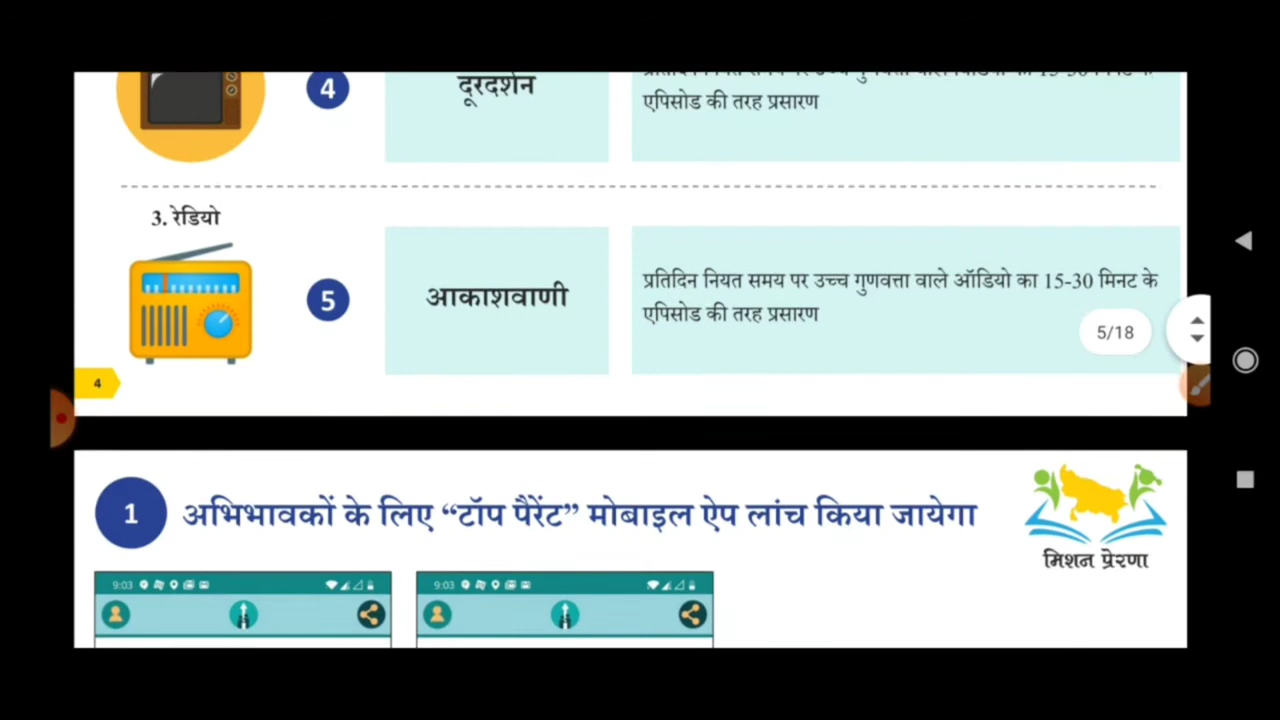 4
दूरदर्शन
एपिसोड की तरह प्रसारण
3. रेडियो
5
आकाशवाणी
प्रतिदिन नियत समय पर उच्च गुणवत्ता वाले ऑडियो का 15-30 मिनट के
एपिसोड की तरह प्रसारण
5/18
4
1
अभिभावकों के लिए “टॉप पैरेंट” मोबाइल ऐप लांच किया जायेगा
मिशन प्रेरणा
9:03
9:03